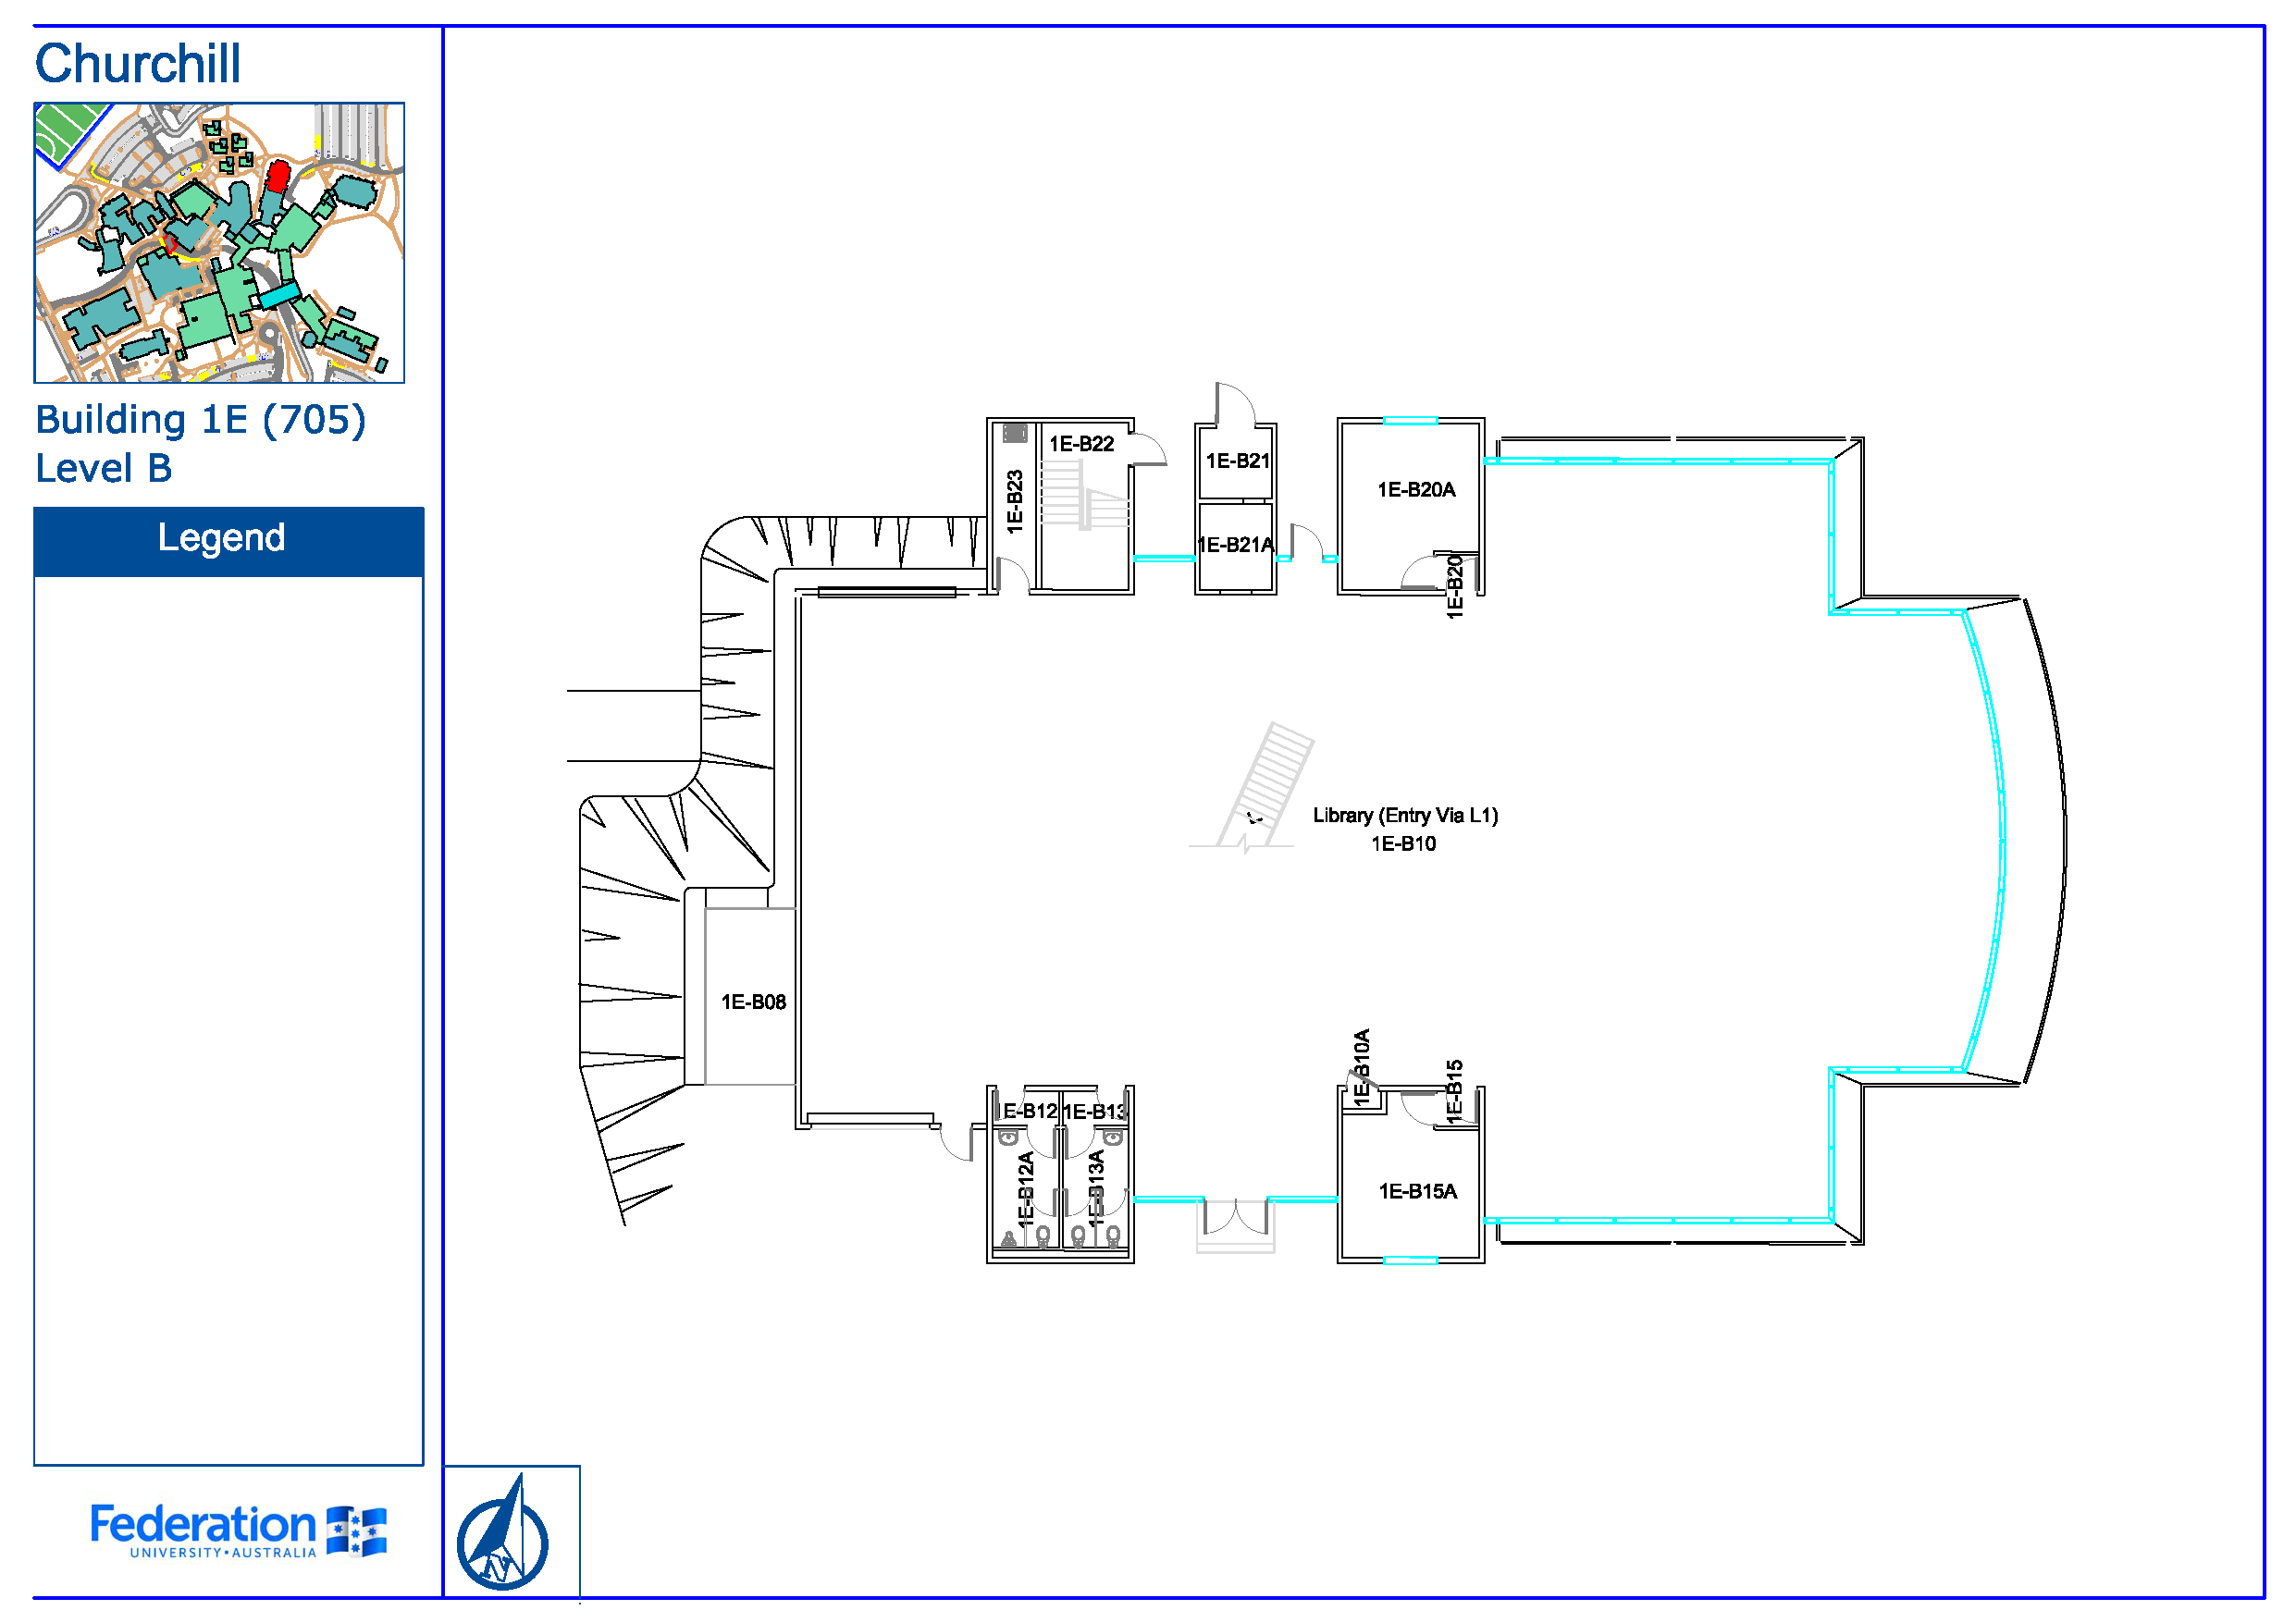 Churchill
Building 1E (705)
Level B
Legend
1E-B22
1E-B21
1E-B23
1E-B20A
1E-B21A
1E-B20
Library (Entry Via L1)
1E-B10
1E-B08
1E-B10A
1E-B15
1E-B12
1E-B13
1E-B12A
1E-B13A
1E-B15A
Federation
UNIVERSITY • AUSTRALIA
N